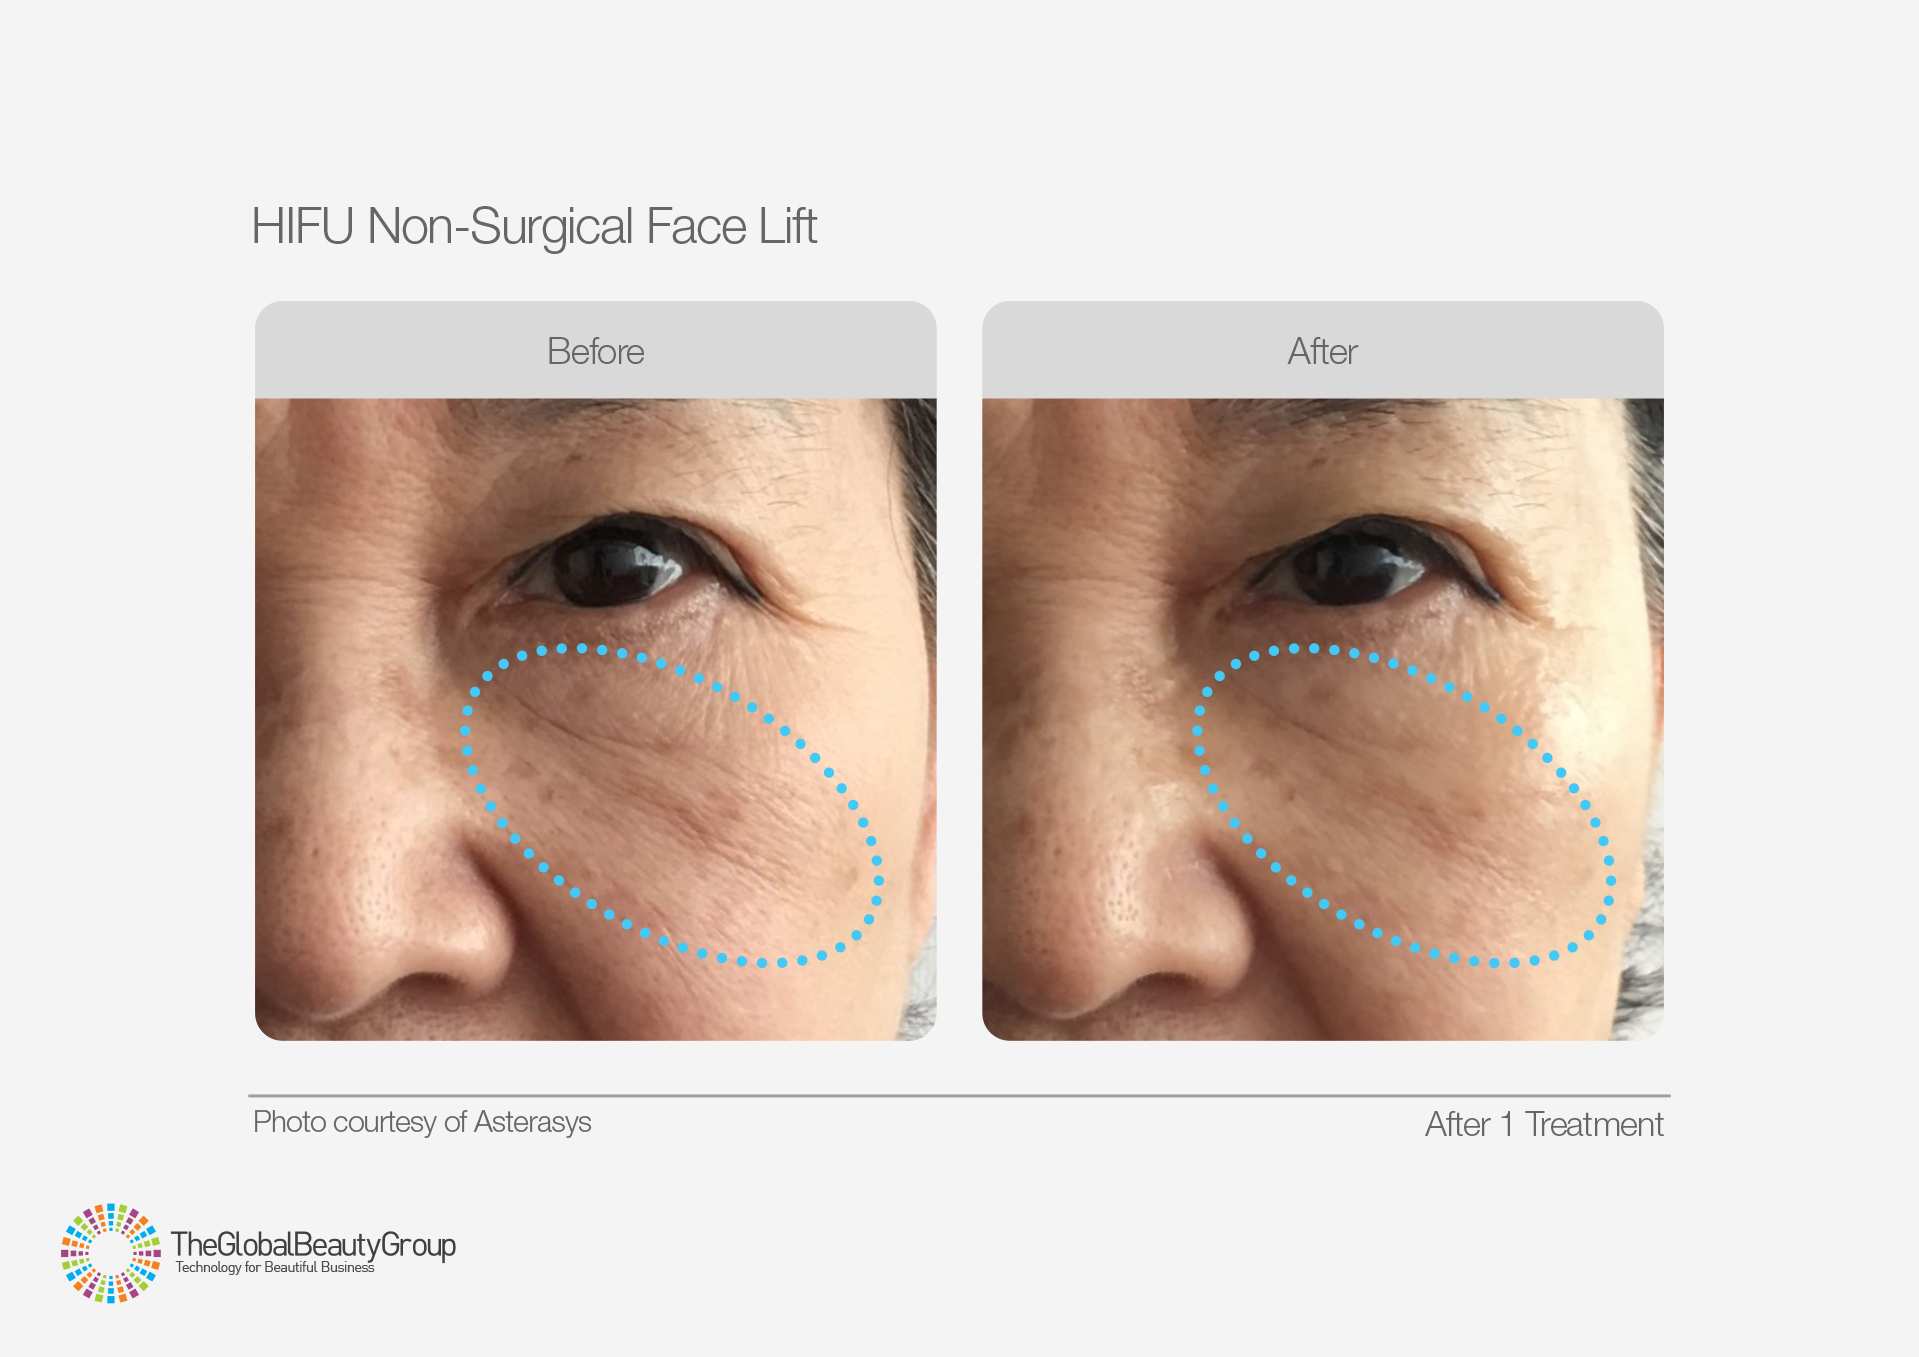 HIFU Non-Surgical Face Lift
Before
After
Photo courtesy of Asterasys
After 1 Treatment
TheGlobalBeautyGroup
Technology for Beautiful Business